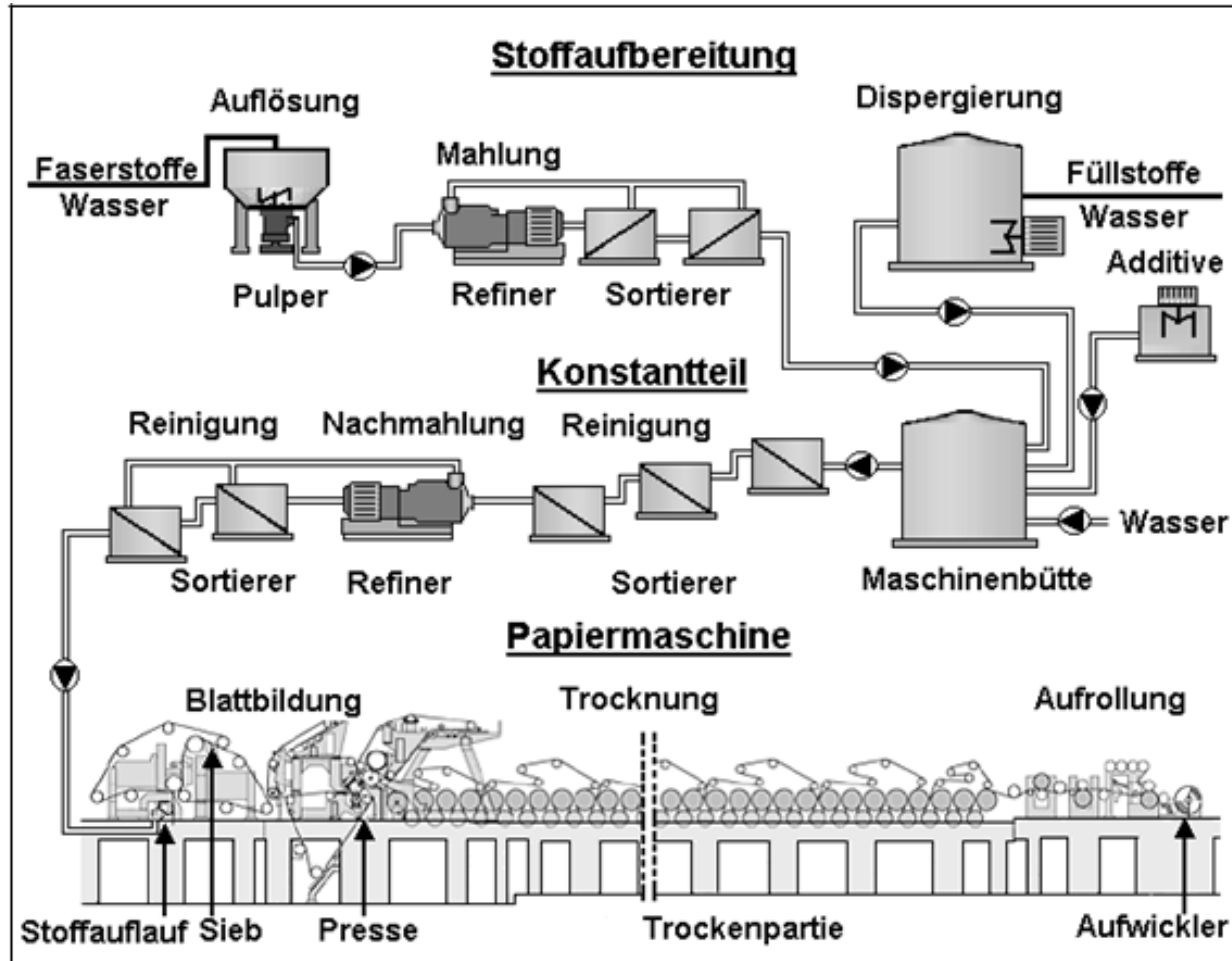 Stoffaufbereitung
Auflösung
Dispergierung
Faserstoffe
Wasser
Mahlung
Füllstoffe
Wasser
Additive
Pulper
Refiner
Sortierer
Konstantteil
Reinigung
Nachmahlung
Reinigung
Wasser
Sortierer
Refiner
Sortierer
Maschinenbütte
Papiermaschine
Blattbildung
Trocknung
Aufrollung
Stoffauflauf
Sieb
Presse
Trockenpartie
Aufwickler